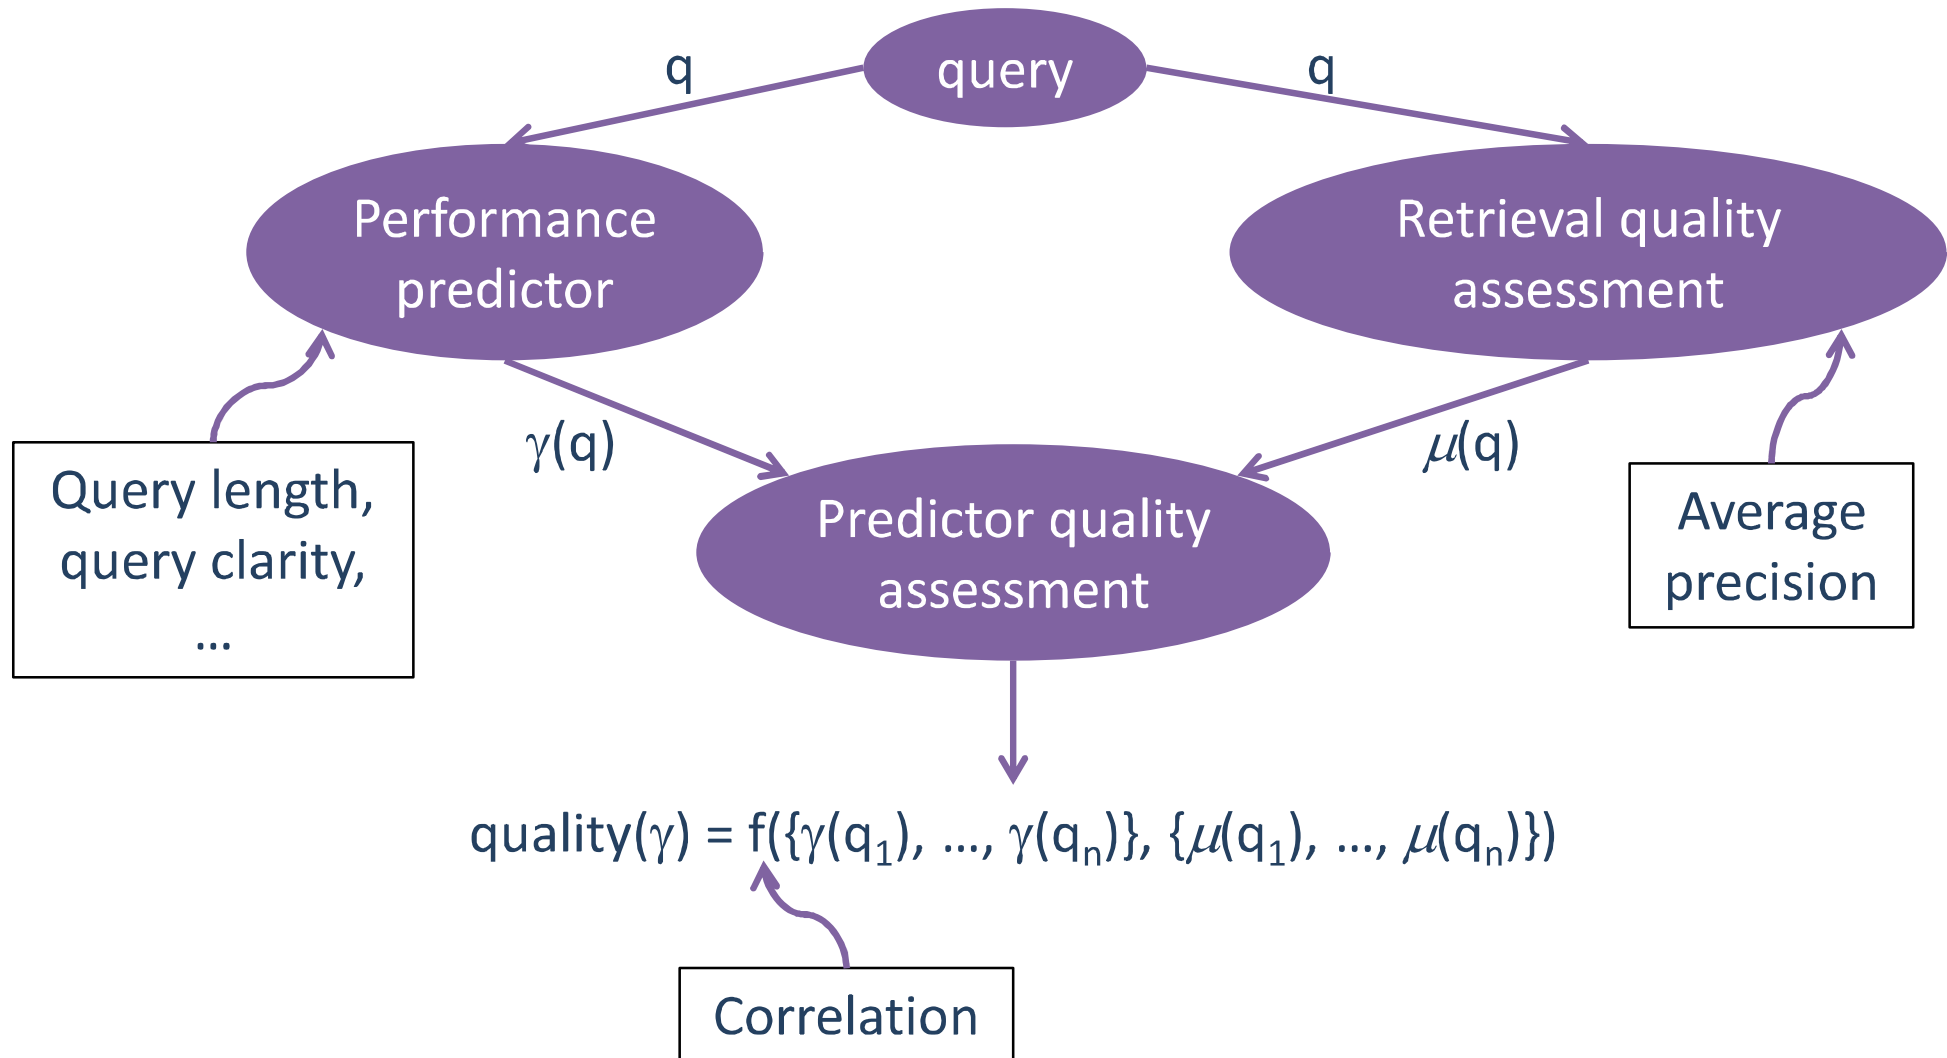 query
q
q
Performance
predictor
Retrieval quality
assessment
γ(q)
μ(q)
Query length,
query clarity,
...
Predictor quality
assessment
Average
precision
quality(γ) = f({γ(q₁), ..., γ(qₙ)}, {μ(q₁), ..., μ(qₙ)})
Correlation